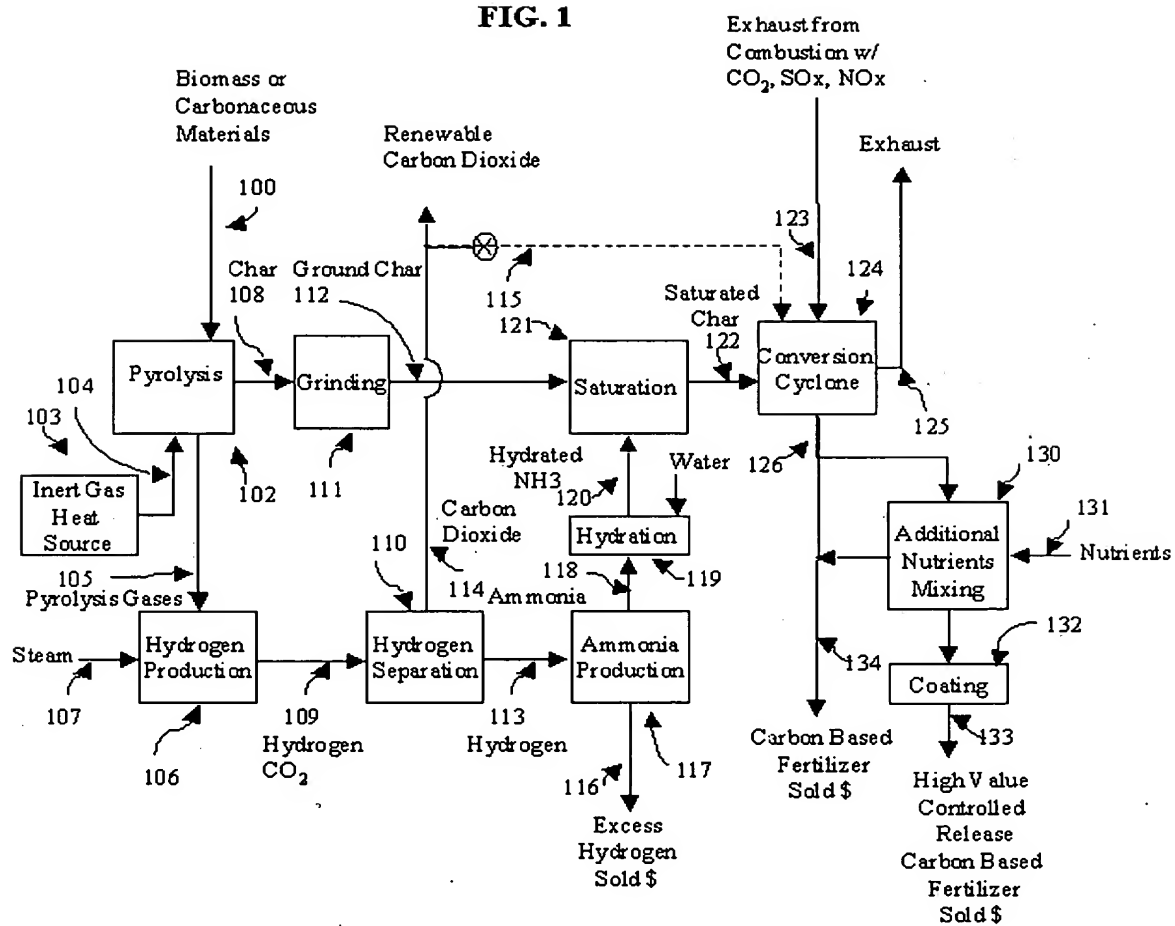 FIG. 1
Exhaust from
Combustion w/
CO₂, SOx, NOx
Biomass or
Carbonaceous
Materials
Renewable
Carbon Dioxide
Exhaust
100
123
Char
108
Ground Char
112
115
121
Saturated
Char
122
124
Pyrolysis
Grinding
Saturation
Conversion
Cyclone
104
103
102
111
125
126
Inert Gas
Heat
Source
Hydrated
NH3
120
Water
130
Carbon
Dioxide
110
114
Hydration
Additional
Nutrients
Mixing
131
Nutrients
105
Pyrolysis Gases
118
119
Ammonia
Steam
107
Hydrogen
Production
Hydrogen
Separation
Ammonia
Production
132
134
Coating
109
Hydrogen
CO₂
113
Hydrogen
106
116
117
133
Carbon Based
Fertilizer
Sold $
Excess
Hydrogen
Sold $
High Value
Controlled
Release
Carbon Based
Fertilizer
Sold $